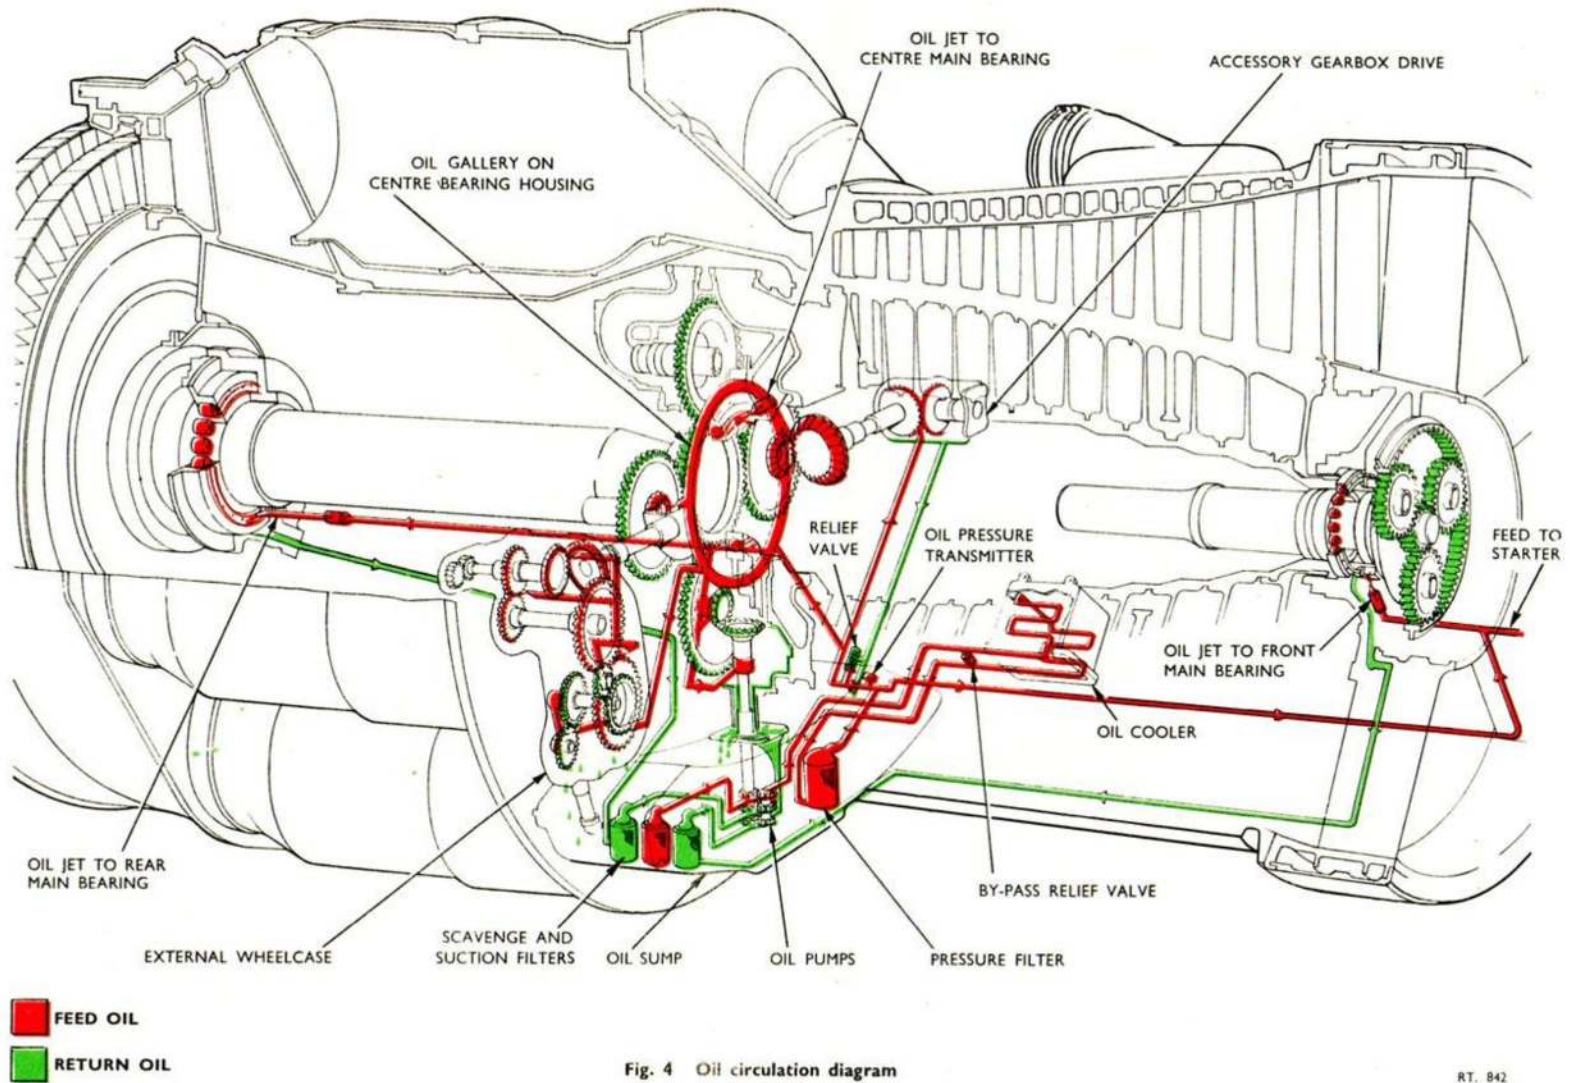 OIL JET TO
CENTRE MAIN BEARING
ACCESSORY GEARBOX DRIVE
OIL GALLERY ON
CENTRE BEARING HOUSING
RELIEF
VALVE
OIL PRESSURE
TRANSMITTER
FEED TO
STARTER
OIL JET TO FRONT
MAIN BEARING
OIL COOLER
OIL JET TO REAR
MAIN BEARING
BY-PASS RELIEF VALVE
EXTERNAL WHEELCASE
SCAVENGE AND
SUCTION FILTERS
OIL SUMP
OIL PUMPS
PRESSURE FILTER
FEED OIL
RETURN OIL
Fig. 4 Oil circulation diagram
RT. 842